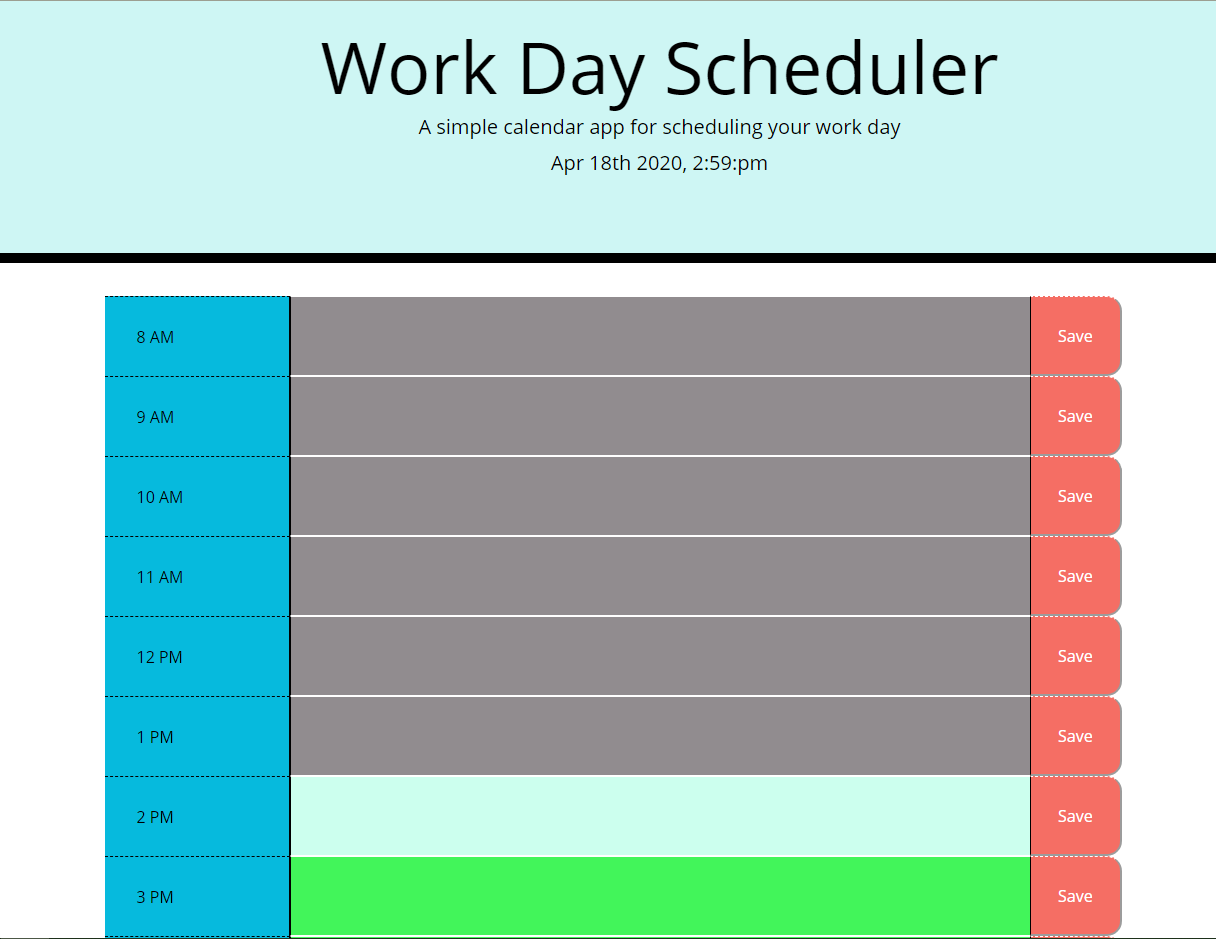 Work Day Scheduler
A simple calendar app for scheduling your work day
Apr 18th 2020, 2:59:pm
8 AM Save
9 AM Save
10 AM Save
11 AM Save
12 PM Save
1 PM Save
2 PM Save
3 PM Save